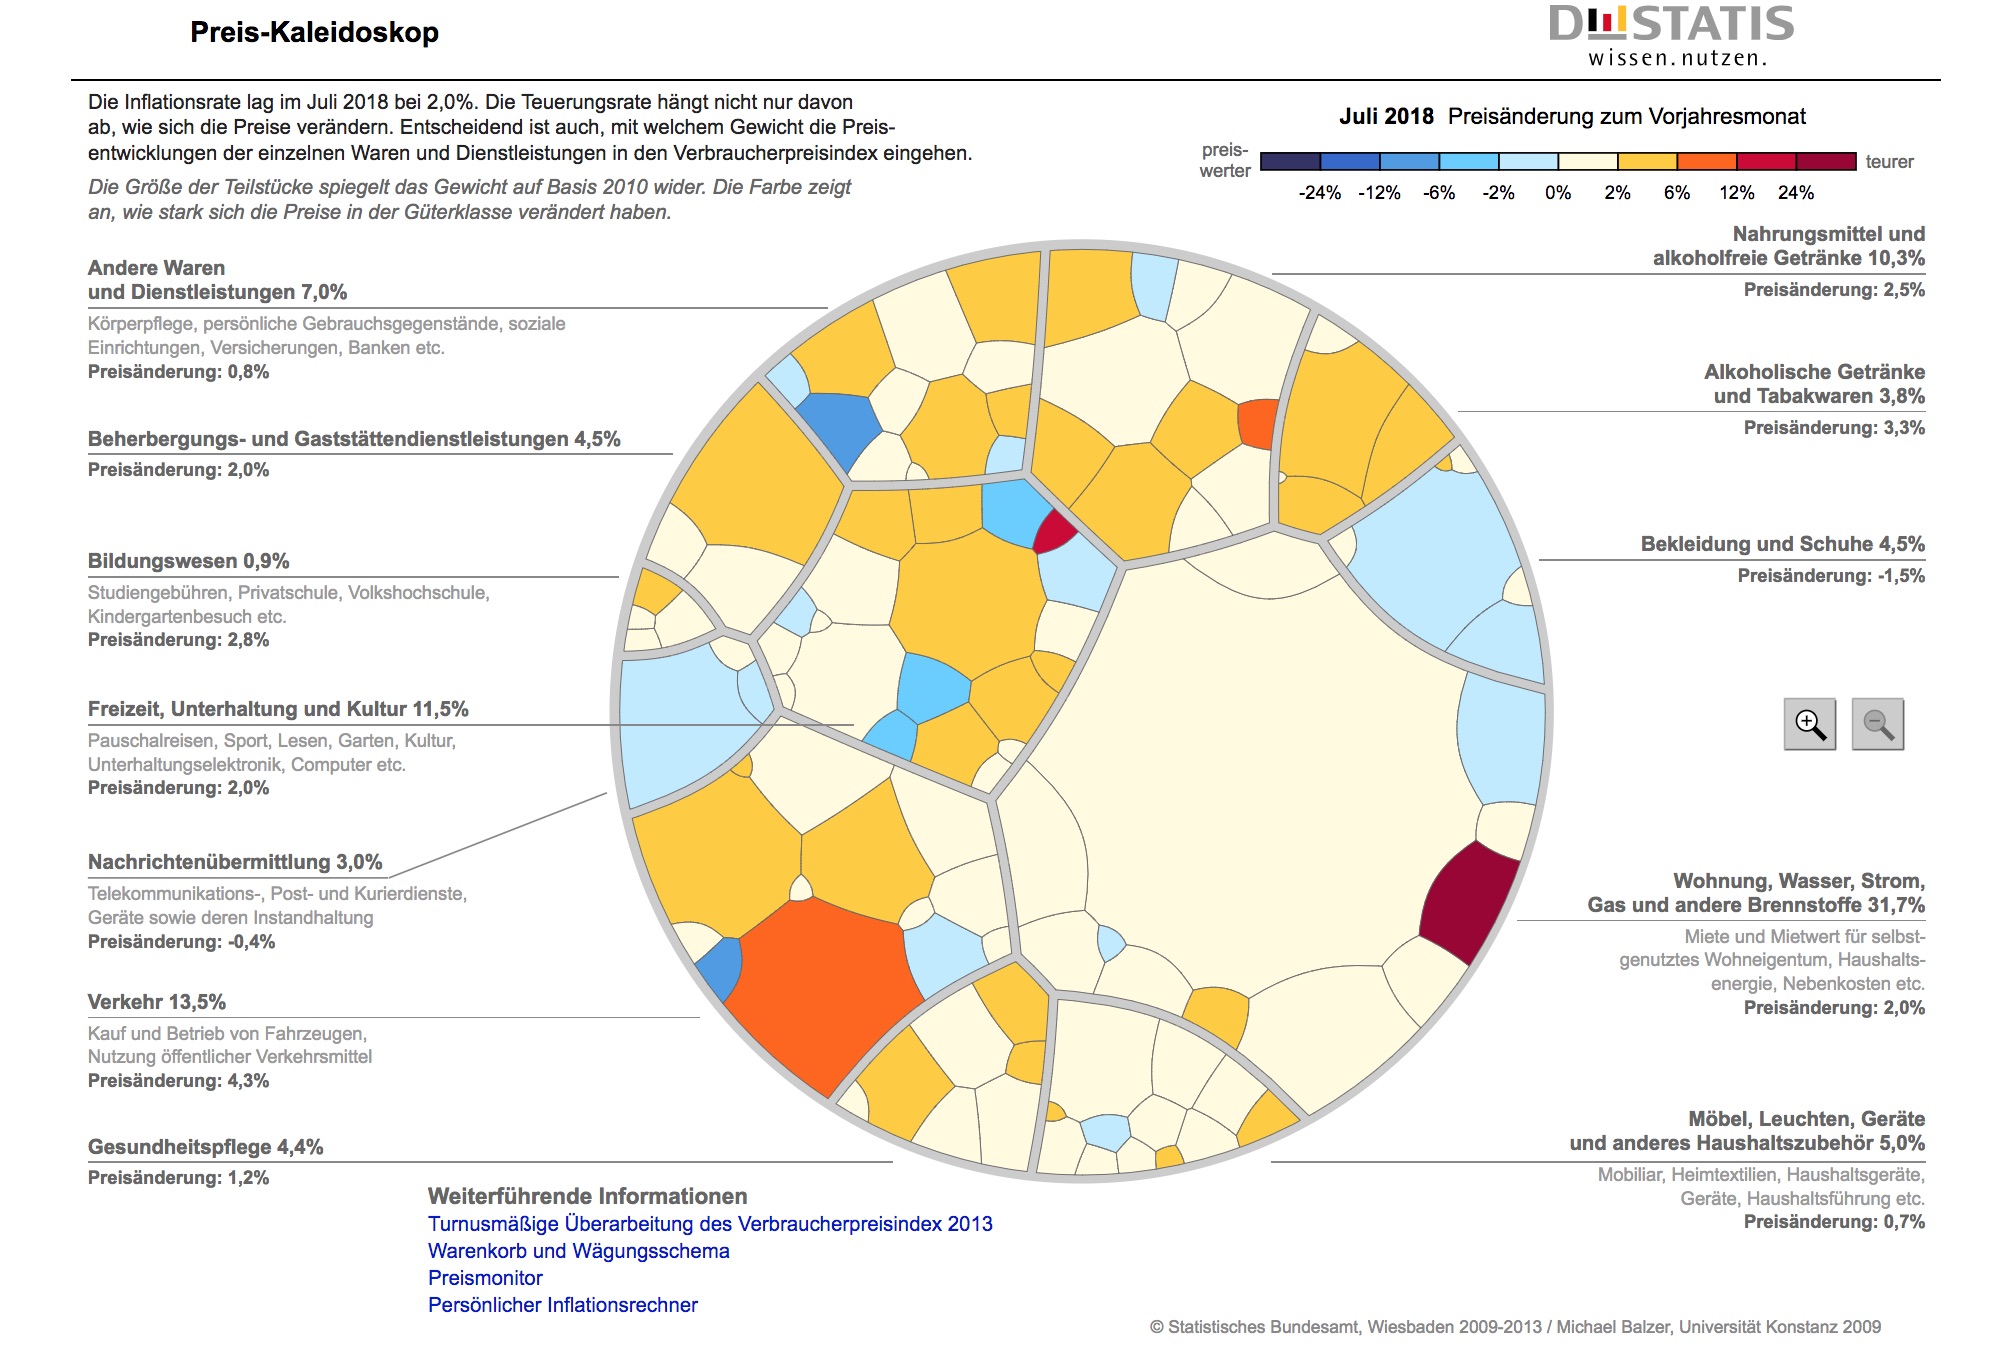 Preis-Kaleidoskop
DESTATIS
wissen.nutzen.
Die Inflationsrate lag im Juli 2018 bei 2,0%. Die Teuerungsrate hängt nicht nur davon
ab, wie sich die Preise verändern. Entscheidend ist auch, mit welchem Gewicht die Preis-
entwicklungen der einzelnen Waren und Dienstleistungen in den Verbraucherpreisindex eingehen.
Die Größe der Teilstücke spiegelt das Gewicht auf Basis 2010 wider. Die Farbe zeigt
an, wie stark sich die Preise in der Güterklasse verändert haben.
Juli 2018 Preisänderung zum Vorjahresmonat
preis-
werter
teurer
-24% -12% -6% -2% 0% 2% 6% 12% 24%
Andere Waren
und Dienstleistungen 7,0%
Körperpflege, persönliche Gebrauchsgegenstände, soziale
Einrichtungen, Versicherungen, Banken etc.
Preisänderung: 0,8%
Beherbergungs- und Gaststättendienstleistungen 4,5%
Preisänderung: 2,0%
Bildungswesen 0,9%
Studiengebühren, Privatschule, Volkshochschule,
Kindergartenbesuch etc.
Preisänderung: 2,8%
Freizeit, Unterhaltung und Kultur 11,5%
Pauschalreisen, Sport, Lesen, Garten, Kultur,
Unterhaltungselektronik, Computer etc.
Preisänderung: 2,0%
Nachrichtenübermittlung 3,0%
Telekommunikations-, Post- und Kurierdienste,
Geräte sowie deren Instandhaltung
Preisänderung: -0,4%
Verkehr 13,5%
Kauf und Betrieb von Fahrzeugen,
Nutzung öffentlicher Verkehrsmittel
Preisänderung: 4,3%
Gesundheitspflege 4,4%
Preisänderung: 1,2%
Nahrungsmittel und
alkoholfreie Getränke 10,3%
Preisänderung: 2,5%
Alkoholische Getränke
und Tabakwaren 3,8%
Preisänderung: 3,3%
Bekleidung und Schuhe 4,5%
Preisänderung: -1,5%
Wohnung, Wasser, Strom,
Gas und andere Brennstoffe 31,7%
Miete und Mietwert für selbst-
genutztes Wohneigentum, Haushalts-
energie, Nebenkosten etc.
Preisänderung: 2,0%
Möbel, Leuchten, Geräte
und anderes Haushaltszubehör 5,0%
Mobiliar, Heimtextilien, Haushaltsgeräte,
Geräte, Haushaltsführung etc.
Preisänderung: 0,7%
Weiterführende Informationen
Turnusmäßige Überarbeitung des Verbraucherpreisindex 2013
Warenkorb und Wägungsschema
Preismonitor
Persönlicher Inflationsrechner
© Statistisches Bundesamt, Wiesbaden 2009-2013 / Michael Balzer, Universität Konstanz 2009